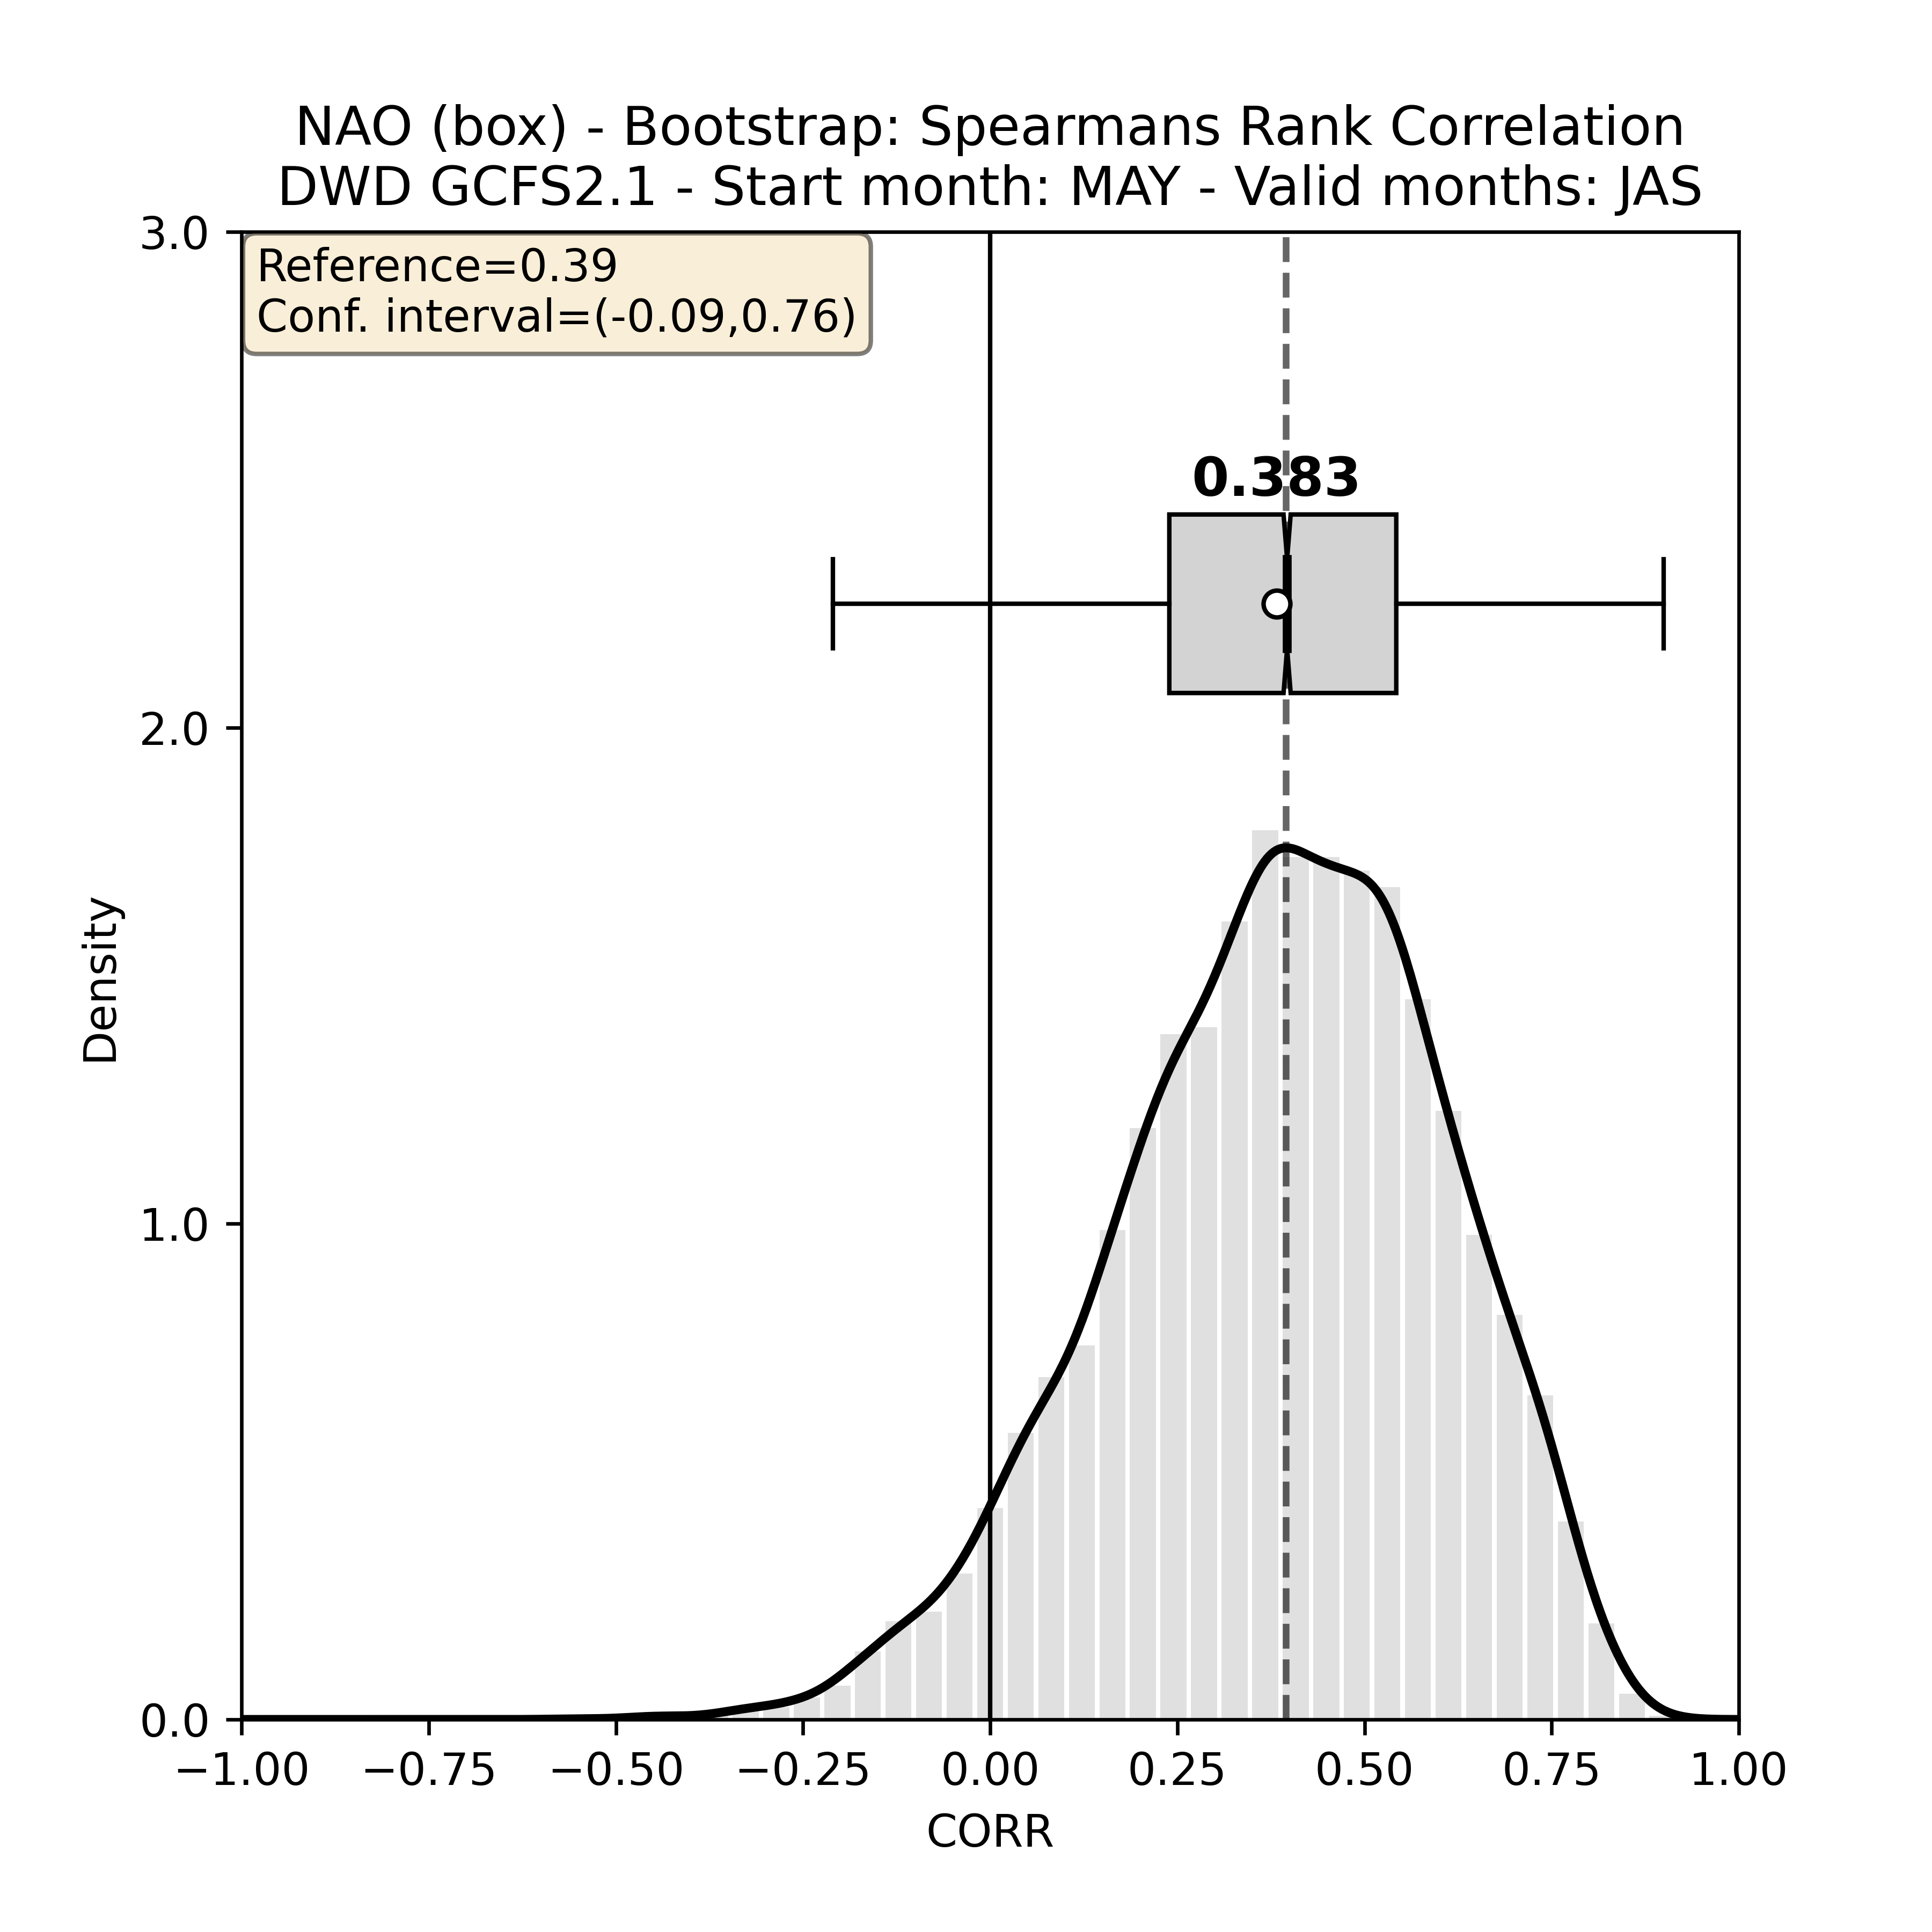 NAO (box) - Bootstrap: Spearmans Rank Correlation
DWD GCFS2.1 - Start month: MAY - Valid months: JAS
3.0
Reference=0.39
Conf. interval=(-0.09,0.76)
0.383
2.0
Density
1.0
0.0
−1.00 −0.75 −0.50 −0.25 0.00 0.25 0.50 0.75 1.00
CORR